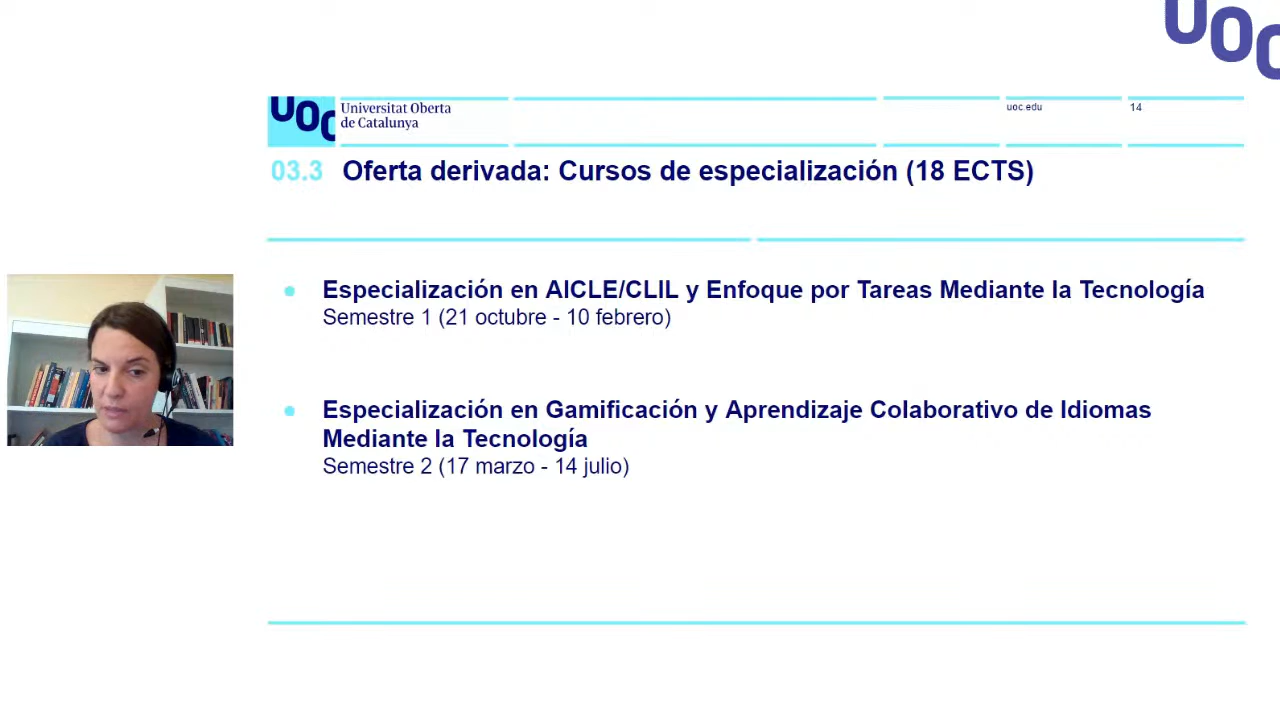 UOC
UOC
Universitat Oberta
de Catalunya
uoc.edu
14
03.3 Oferta derivada: Cursos de especialización (18 ECTS)
Especialización en AICLE/CLIL y Enfoque por Tareas Mediante la Tecnología
Semestre 1 (21 octubre - 10 febrero)
Especialización en Gamificación y Aprendizaje Colaborativo de Idiomas
Mediante la Tecnología
Semestre 2 (17 marzo - 14 julio)